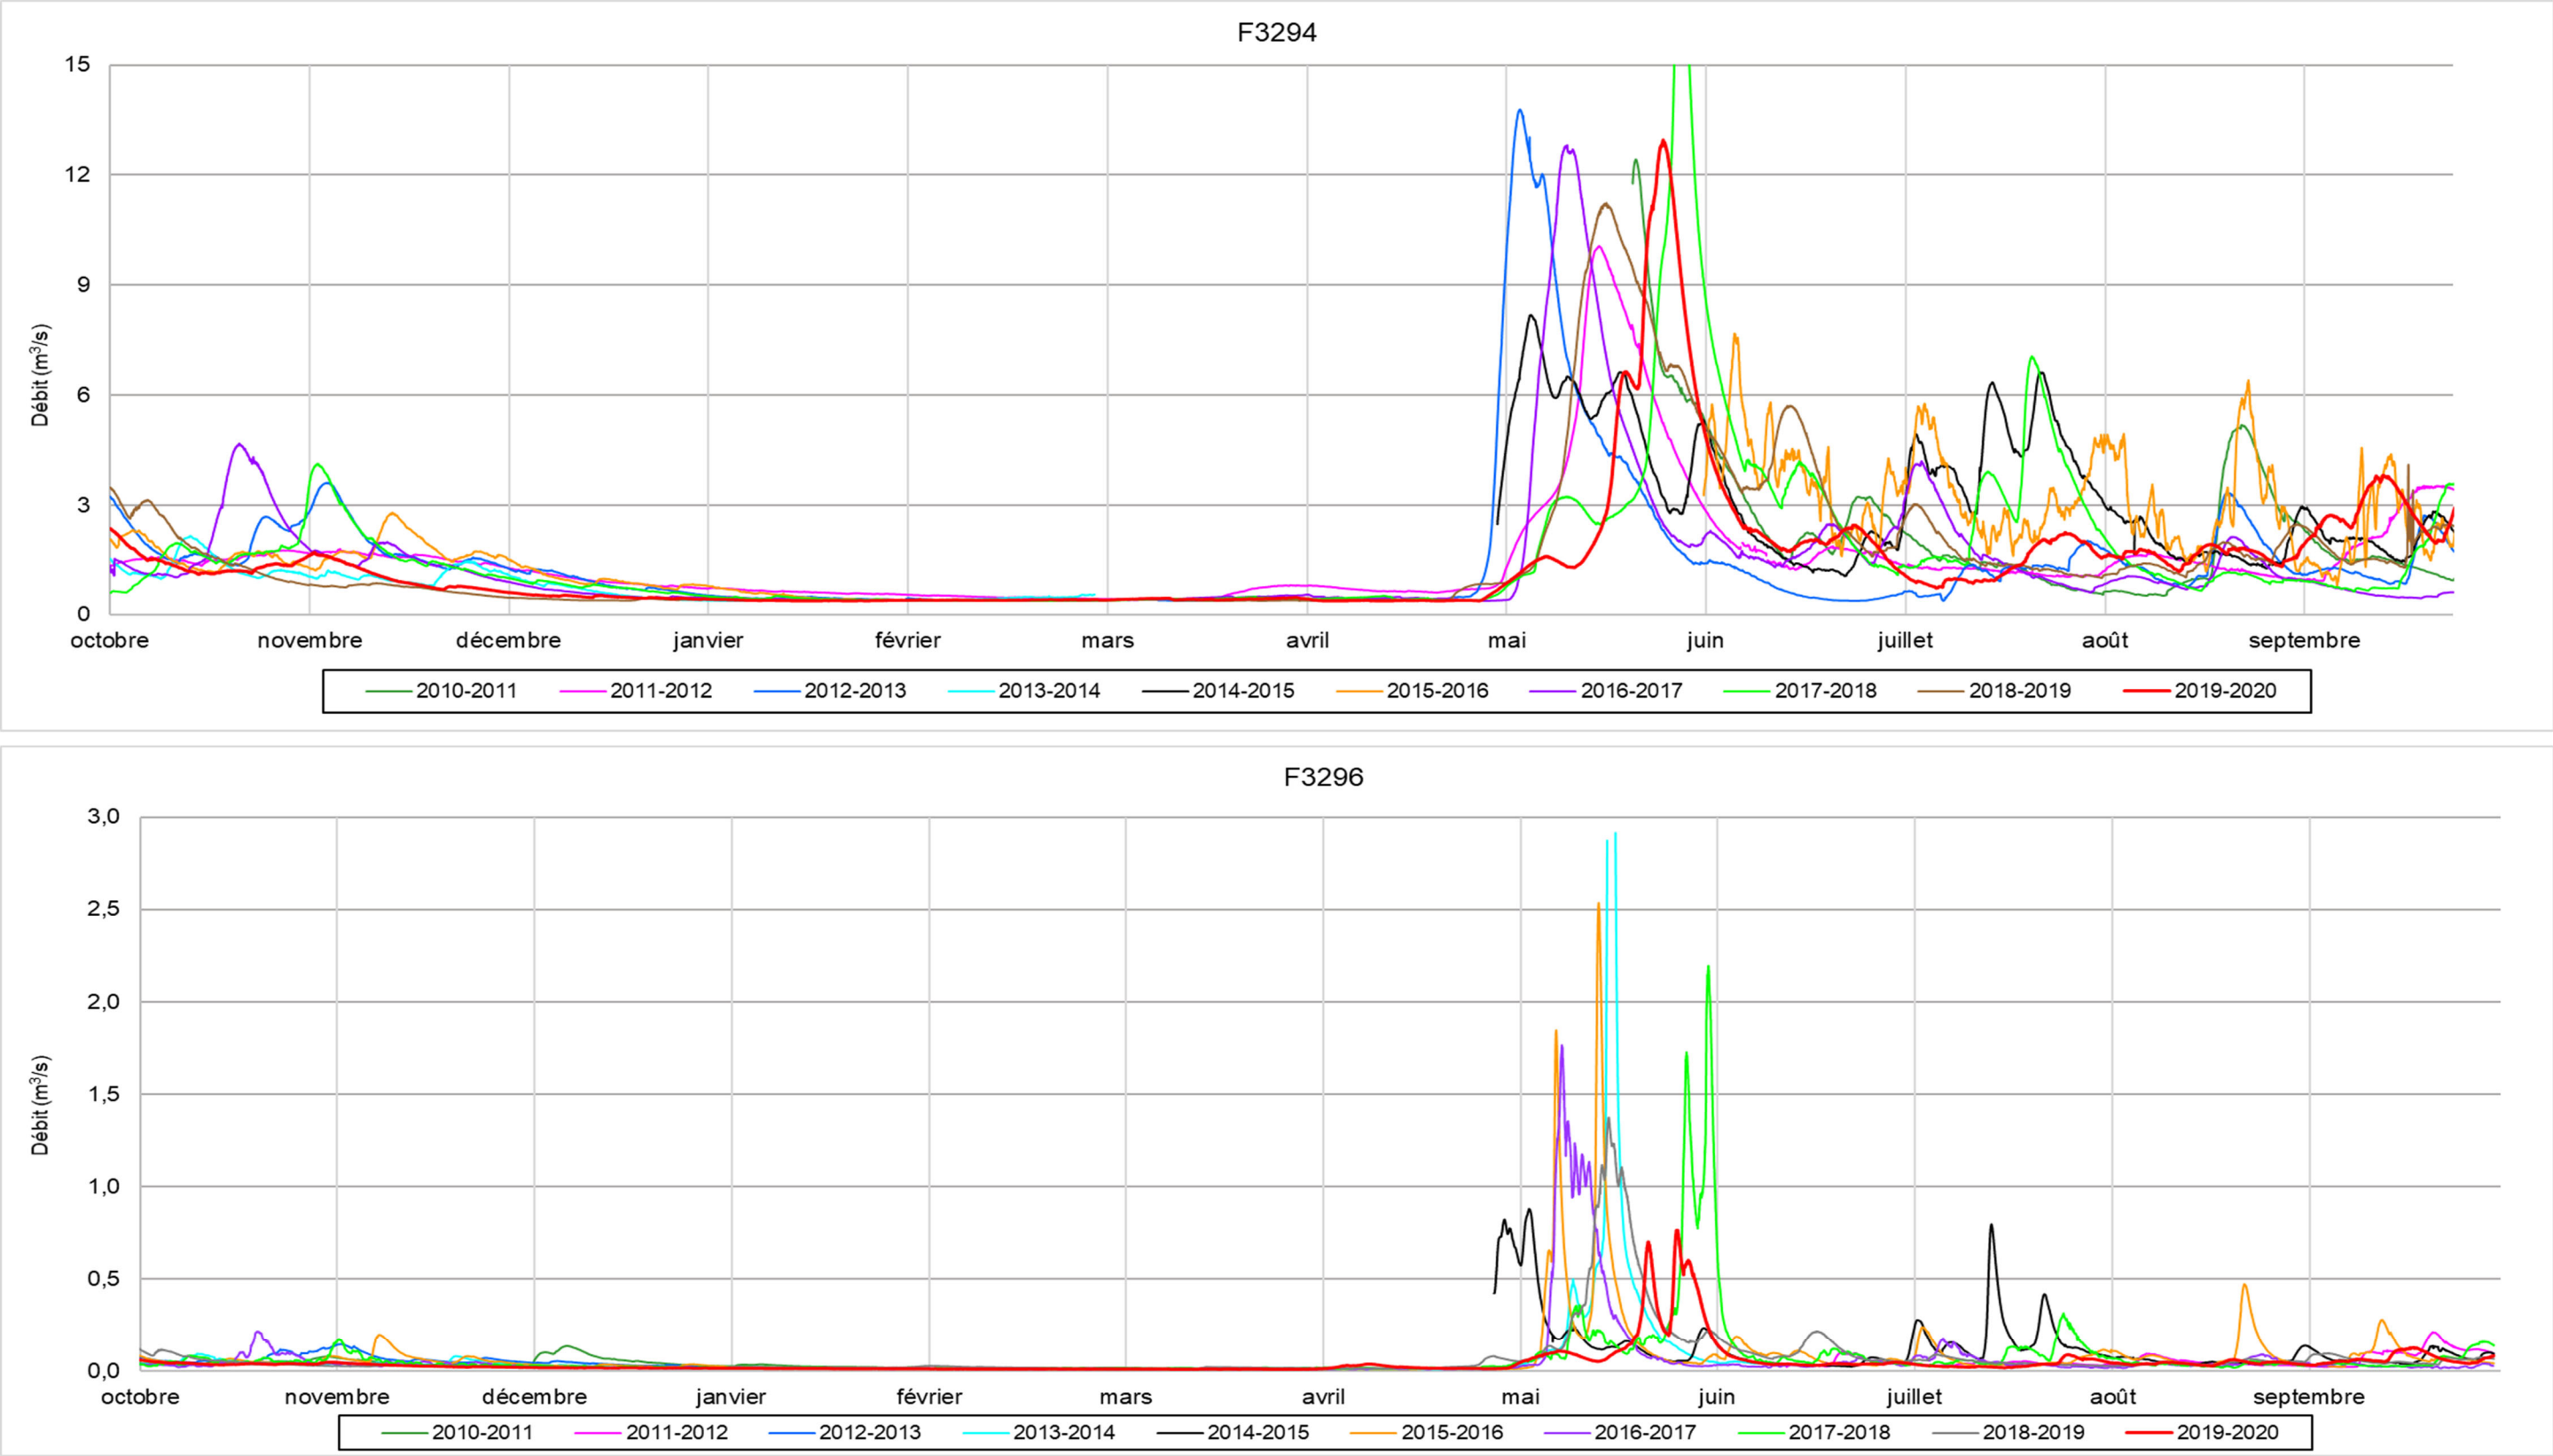 F3294
15
12
9
6
3
0
Débit (m³/s)
octobre novembre décembre janvier février mars avril mai juin juillet août septembre
2010-2011 2011-2012 2012-2013 2013-2014 2014-2015 2015-2016 2016-2017 2017-2018 2018-2019 2019-2020
F3296
3,0
2,5
2,0
1,5
1,0
0,5
0,0
Débit (m³/s)
octobre novembre décembre janvier février mars avril mai juin juillet août septembre
2010-2011 2011-2012 2012-2013 2013-2014 2014-2015 2015-2016 2016-2017 2017-2018 2018-2019 2019-2020